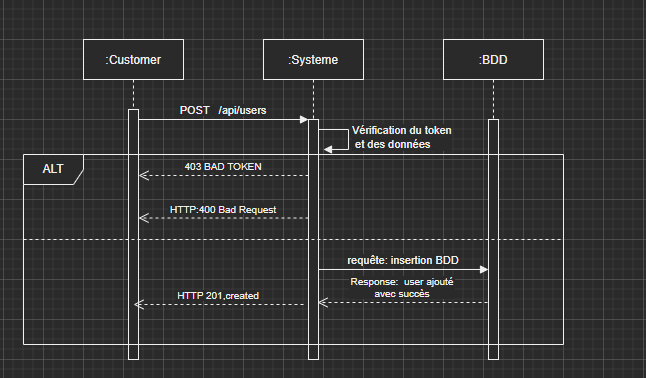 :Customer
:Systeme
:BDD
POST /api/users
Vérification du token
et des données
ALT
403 BAD TOKEN
HTTP:400 Bad Request
requête: insertion BDD
Response: user ajouté
avec succès
HTTP 201,created